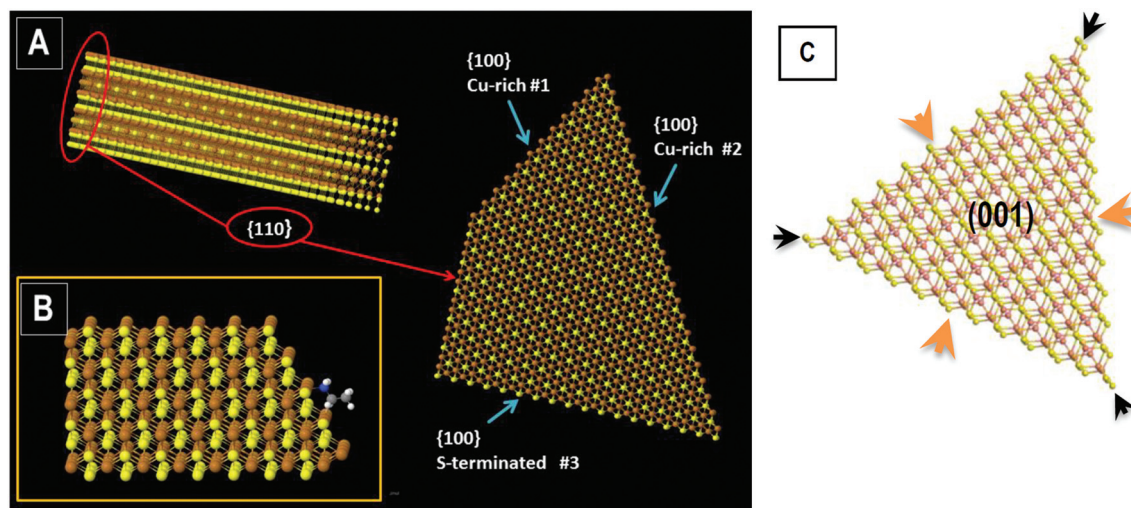 A
{100}
Cu-rich #1
{100}
Cu-rich #2
{110}
{100}
S-terminated #3
B
C
(001)